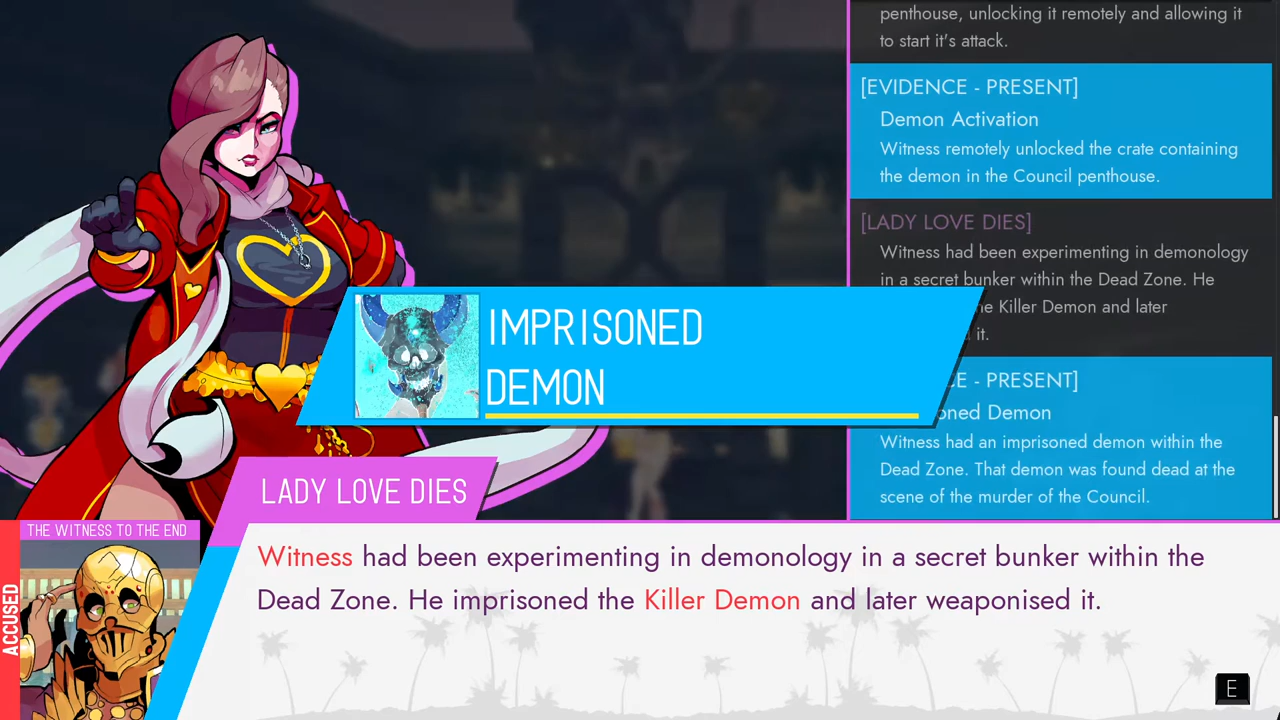 penthouse, unlocking it remotely and allowing it
to start it's attack.
[EVIDENCE - PRESENT]
Demon Activation
Witness remotely unlocked the crate containing
the demon in the Council penthouse.
[LADY LOVE DIES]
Witness had been experimenting in demonology
in a secret bunker within the Dead Zone. He
Killer Demon and later
it.
- PRESENT]
Demon
Witness had an imprisoned demon within the
Dead Zone. That demon was found dead at the
scene of the murder of the Council.
IMPRISONED
DEMON
LADY LOVE DIES
THE WITNESS TO THE END
ACCUSED
Witness had been experimenting in demonology in a secret bunker within the
Dead Zone. He imprisoned the Killer Demon and later weaponised it.
E